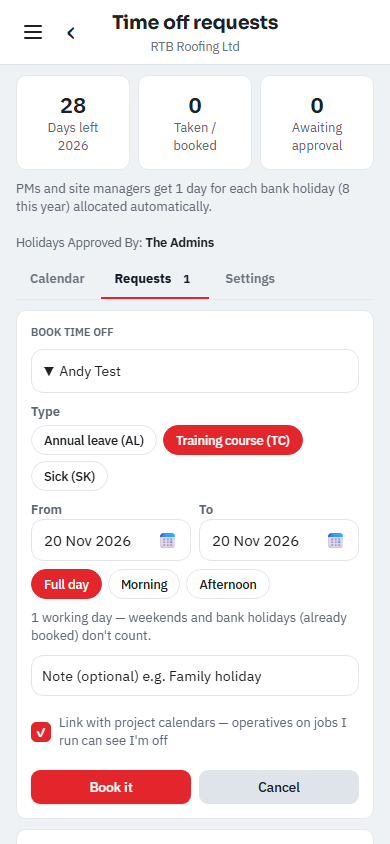 Time off requests
RTB Roofing Ltd
28
Days left
2026
0
Taken /
booked
0
Awaiting
approval
PMs and site managers get 1 day for each bank holiday (8
this year) allocated automatically.
Holidays Approved By: The Admins
Calendar
Requests 1
Settings
BOOK TIME OFF
▼ Andy Test
Type
Annual leave (AL)
Training course (TC)
Sick (SK)
From
To
20 Nov 2026
20 Nov 2026
Full day
Morning
Afternoon
1 working day — weekends and bank holidays (already
booked) don't count.
Note (optional) e.g. Family holiday
Link with project calendars — operatives on jobs I
run can see I'm off
Book it
Cancel